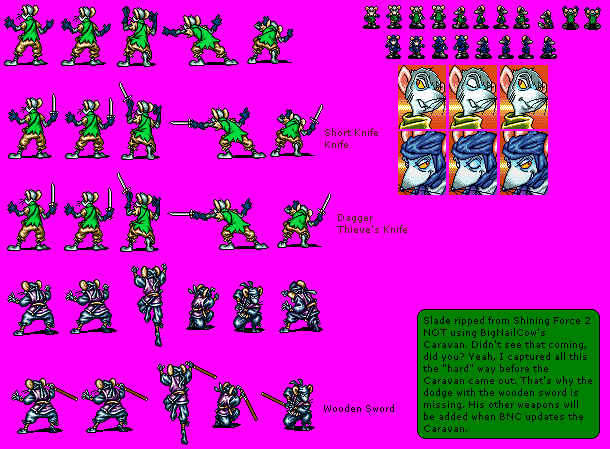 Short Knife
Knife
Dagger
Thieve's Knife
Wooden Sword
Slade ripped from Shining Force 2
NOT using BigNailCow's
Caravan. Didn't see that coming,
did you? Yeah, I captured all this
the "hard" way before the
Caravan came out. That's why the
dodge with the wooden sword is
missing. His other weapons will
be added when BNC updates the
Caravan.